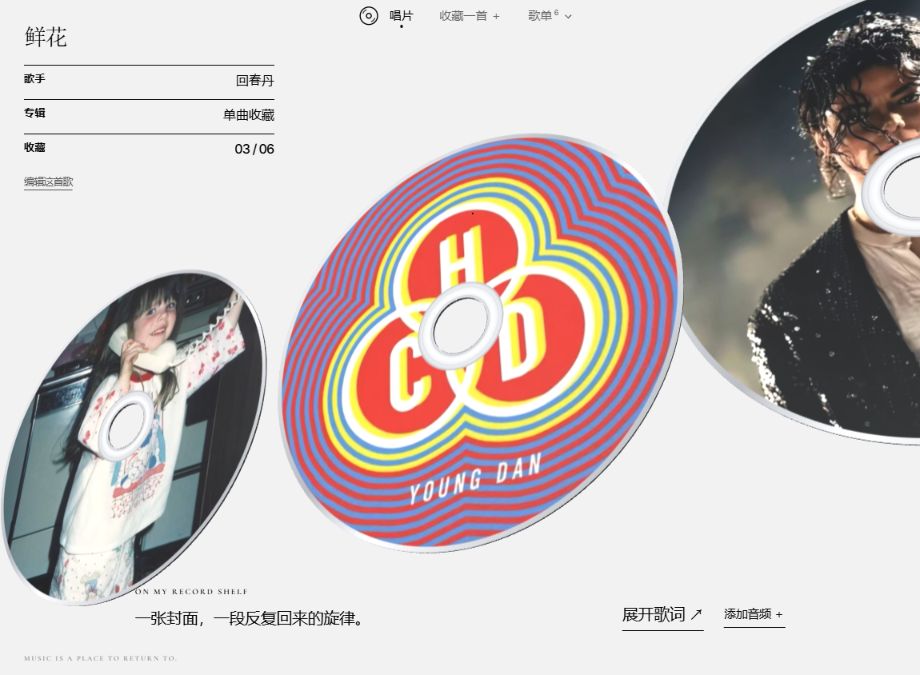 唱片
收藏一首 +
歌单 6
鲜花
歌手 回春丹
专辑 单曲收藏
收藏 03 / 06
编辑这首歌
H
C D
YOUNG DAN
ON MY RECORD SHELF
一张封面，一段反复回来的旋律。
展开歌词 ↗
添加音频 +
MUSIC IS A PLACE TO RETURN TO.